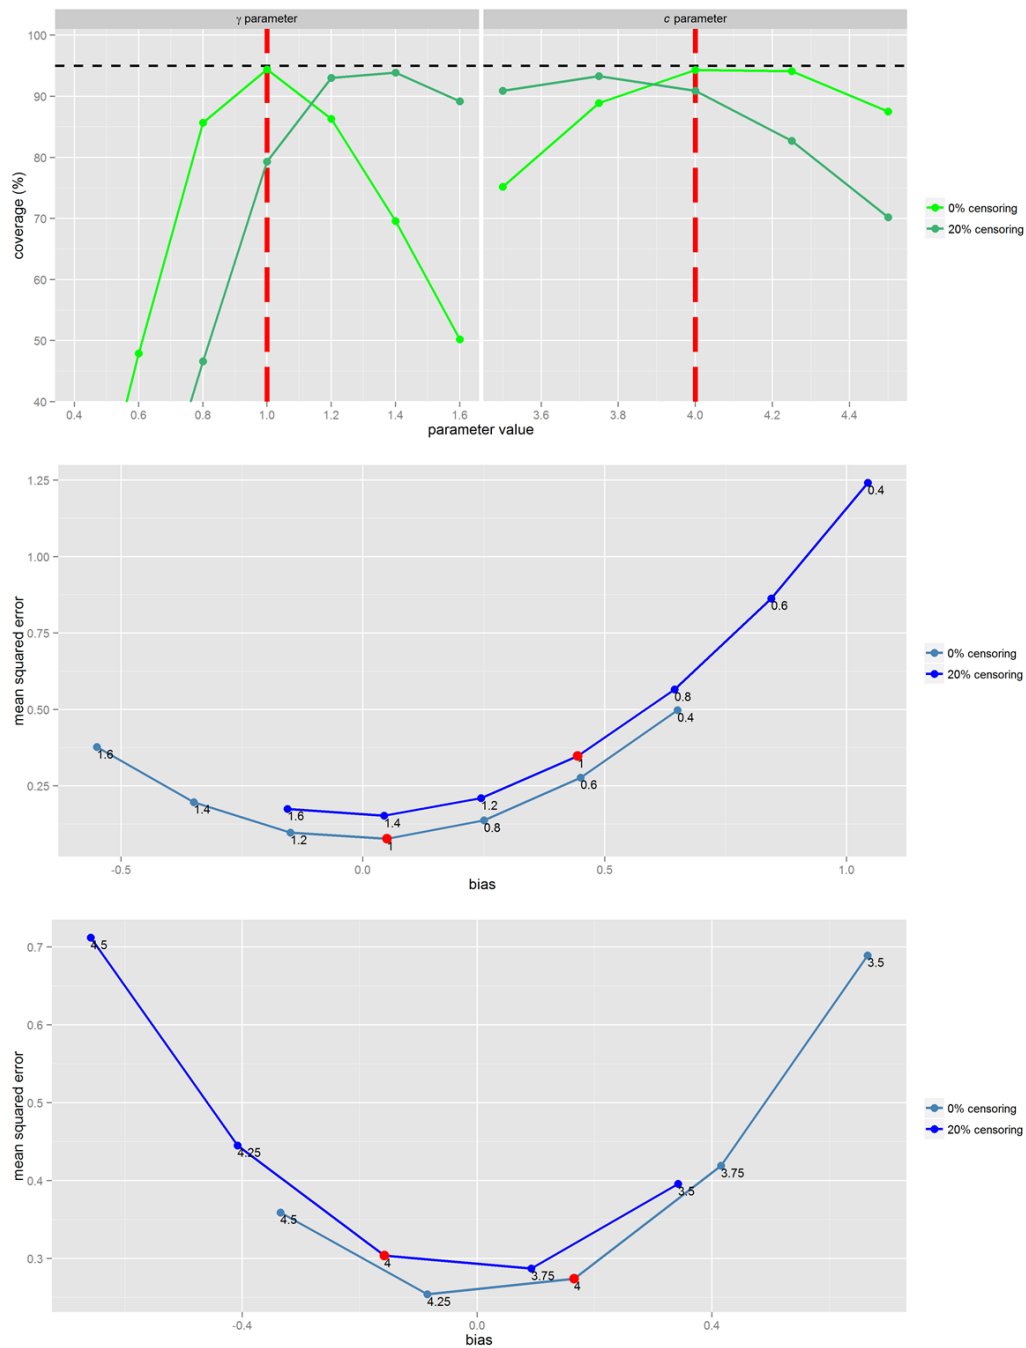 γ parameter
c parameter
100
90
80
70
60
50
40
coverage (%)
0.4 0.6 0.8 1.0 1.2 1.4 1.6
3.6 3.8 4.0 4.2 4.4
parameter value
0% censoring
20% censoring
1.25
1.00
0.75
0.50
0.25
mean squared error
0.4
0.6
0.8
0.4
1
0.6
1.6
1.4
1.2
1.6
1.4
1.2
0.8
1
-0.5 0.0 0.5 1.0
bias
0% censoring
20% censoring
0.7
0.6
0.5
0.4
0.3
mean squared error
4.5
3.5
4.25
3.75
3.5
4.5
4
3.75
4
4.25
-0.4 0.0 0.4
bias
0% censoring
20% censoring